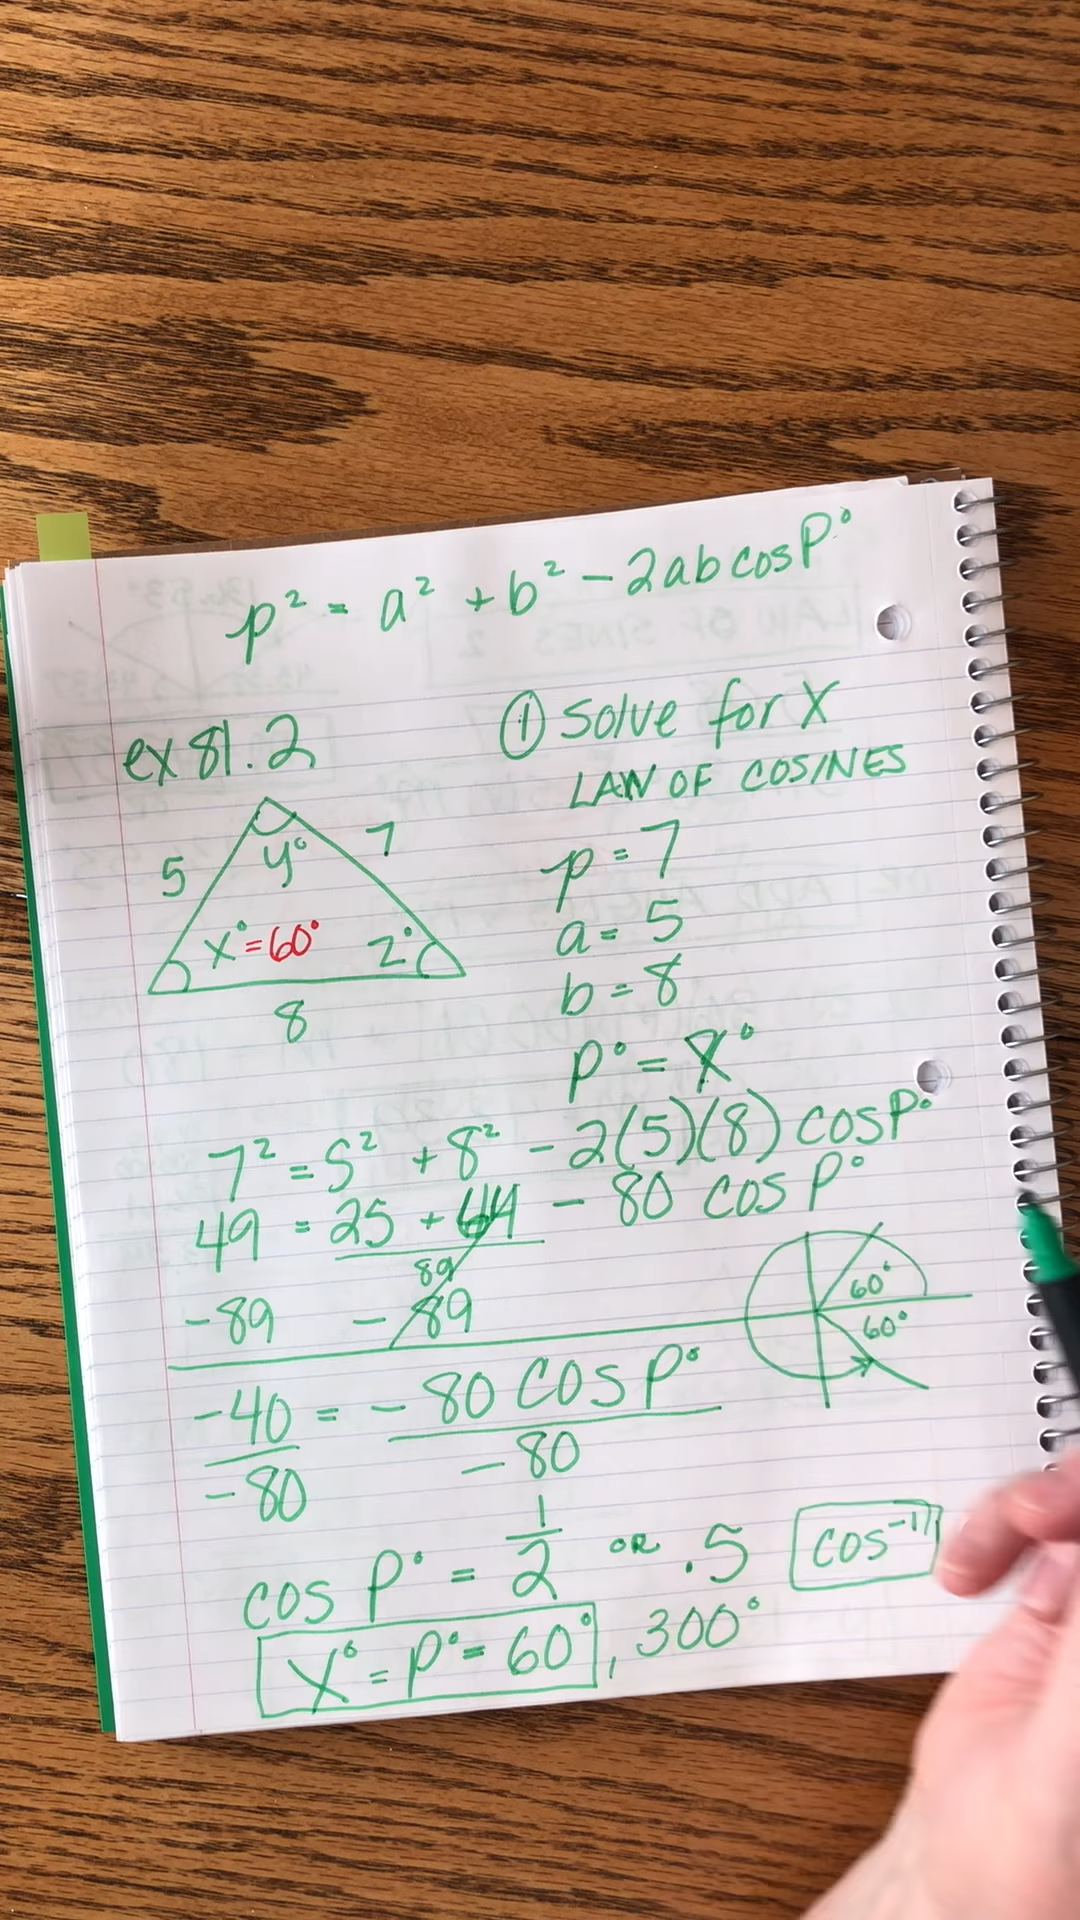 p² = a² + b² − 2ab cos P°
ex 81.2
① Solve for X
LAW OF COSINES
5
7
y°
x° = 60°
z°
8
p = 7
a = 5
b = 8
P° = X°
7² = 5² + 8² − 2(5)(8) cos P°
49 = 25 + 64 − 80 cos P°
89
−89 −89
60°
60°
−40 = −80 cos P°
−80 −80
cos P° = 1/2 OR .5 cos⁻¹
X° = P° = 60°, 300°